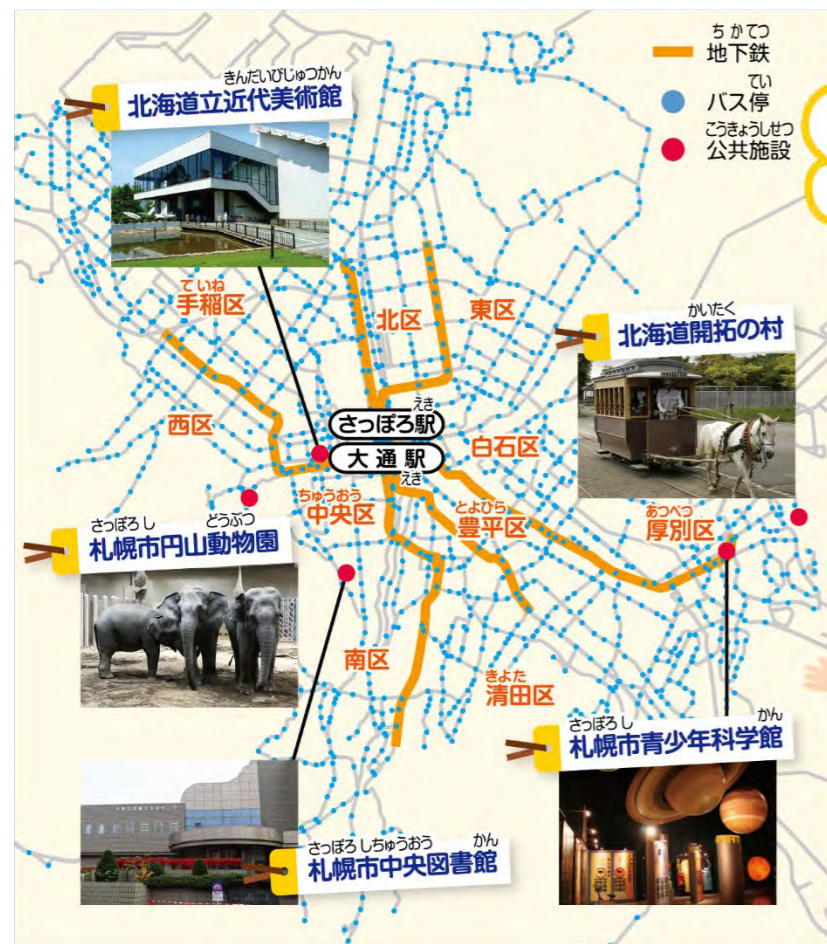 ちかてつ
地下鉄
てい
バス停
こうきょうしせつ
公共施設
きんだいびじゅつかん
北海道立近代美術館
ていね
手稲区
北区
東区
かいたく
北海道開拓の村
西区
えき
さっぽろ駅
大通駅
えき
白石区
ちゅうおう
中央区
とよひら
豊平区
あつべつ
厚別区
さっぽろし どうぶつ
札幌市円山動物園
南区
きよた
清田区
さっぽろし かん
札幌市青少年科学館
さっぽろしちゅうおう かん
札幌市中央図書館